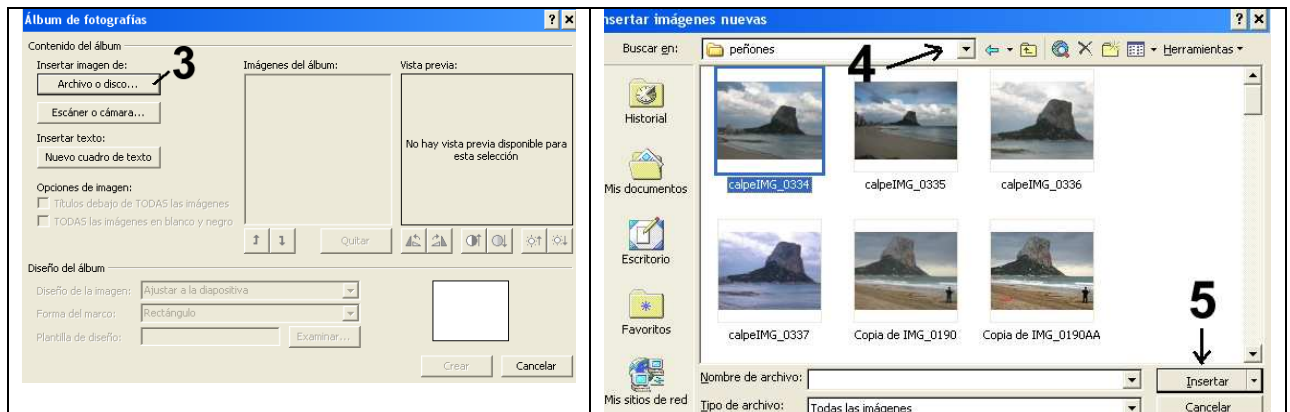 Álbum de fotografías
Contenido del álbum
Insertar imagen de:
3
Archivo o disco...
Escáner o cámara...
Insertar texto:
Nuevo cuadro de texto
Opciones de imagen:
Títulos debajo de TODAS las imágenes
TODAS las imágenes en blanco y negro
Imágenes del álbum:
Quitar
Vista previa:
No hay vista previa disponible para
esta selección
Diseño del álbum
Diseño de la imagen: Ajustar a la diapositiva
Forma del marco: Rectángulo
Plantilla de diseño: Examinar...
Crear Cancelar
nsertar imágenes nuevas
Buscar en: peñones Herramientas
4
Historial
Mis documentos
Escritorio
Favoritos
Mis sitios de red
calpeIMG_0334 calpeIMG_0335 calpeIMG_0336
calpeIMG_0337 Copia de IMG_0190 Copia de IMG_0190AA
5
Nombre de archivo: Insertar
Tipo de archivo: Todas las imágenes Cancelar